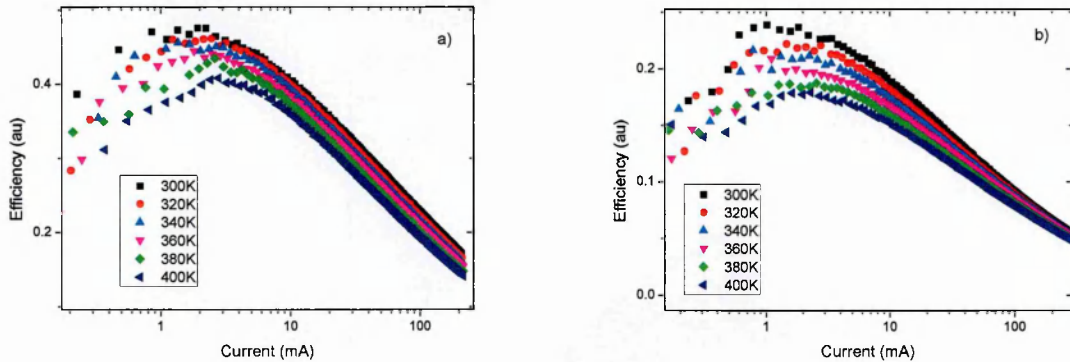 a)
Efficiency (au)
0.4
0.2
300K
320K
340K
360K
380K
400K
1
10
100
Current (mA)
b)
Efficiency (au)
0.2
0.1
0.0
300K
320K
340K
360K
380K
400K
1
10
100
Current (mA)